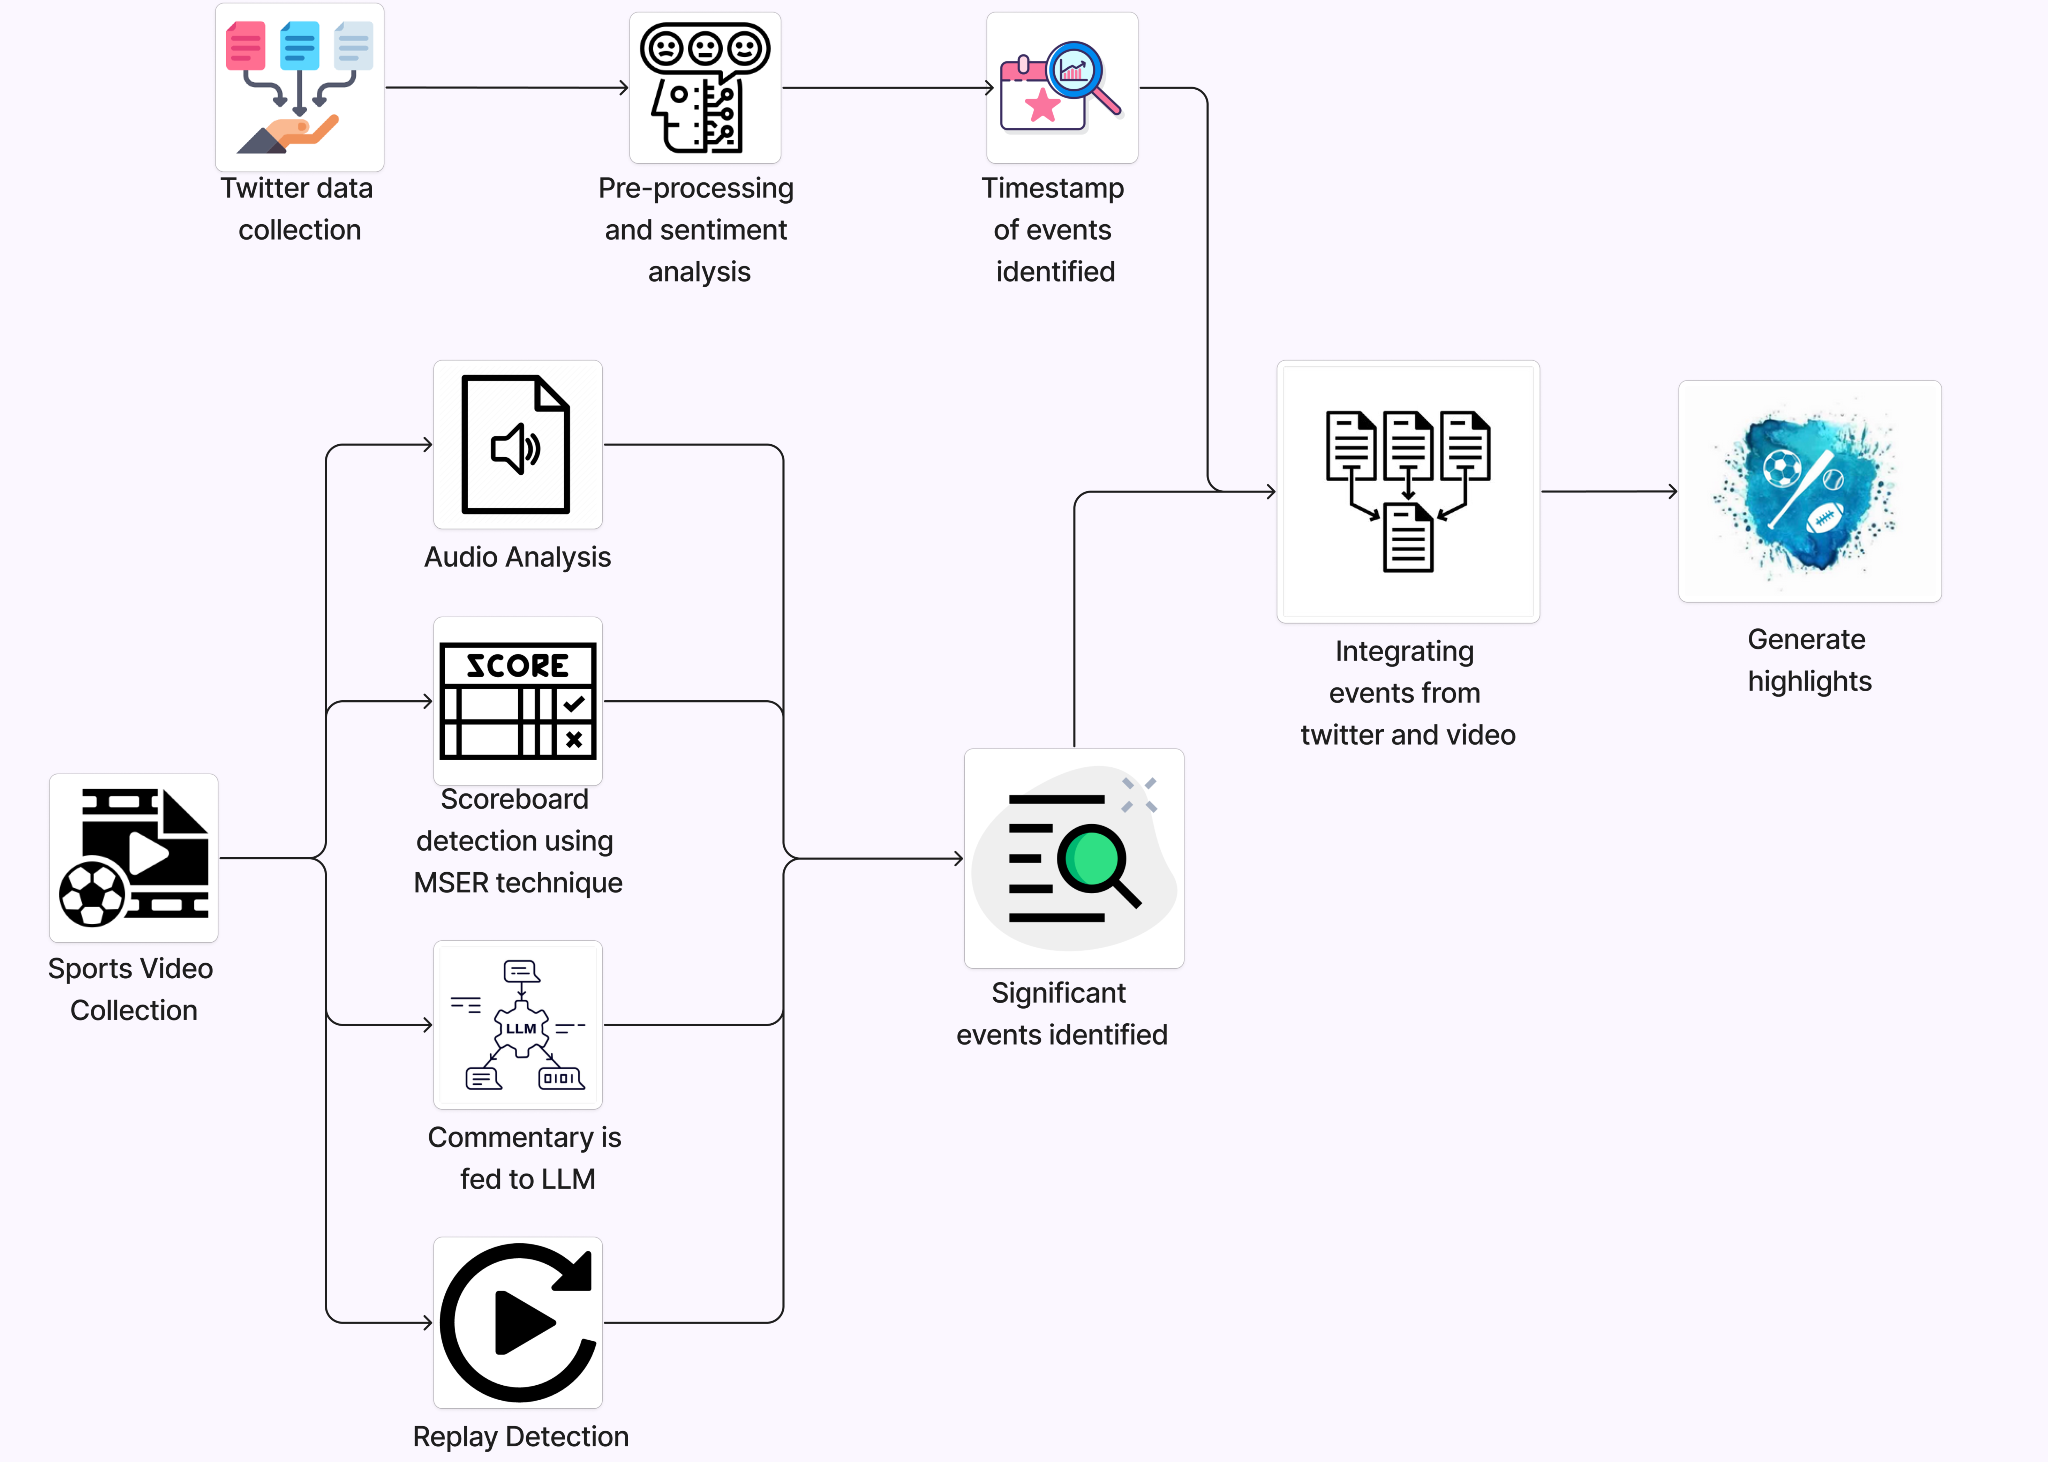 Twitter data
collection
Pre-processing
and sentiment
analysis
Timestamp
of events
identified
Audio Analysis
SCORE
Scoreboard
detection using
MSER technique
Sports Video
Collection
LLM
0101
Commentary is
fed to LLM
Replay Detection
Significant
events identified
Integrating
events from
twitter and video
Generate
highlights